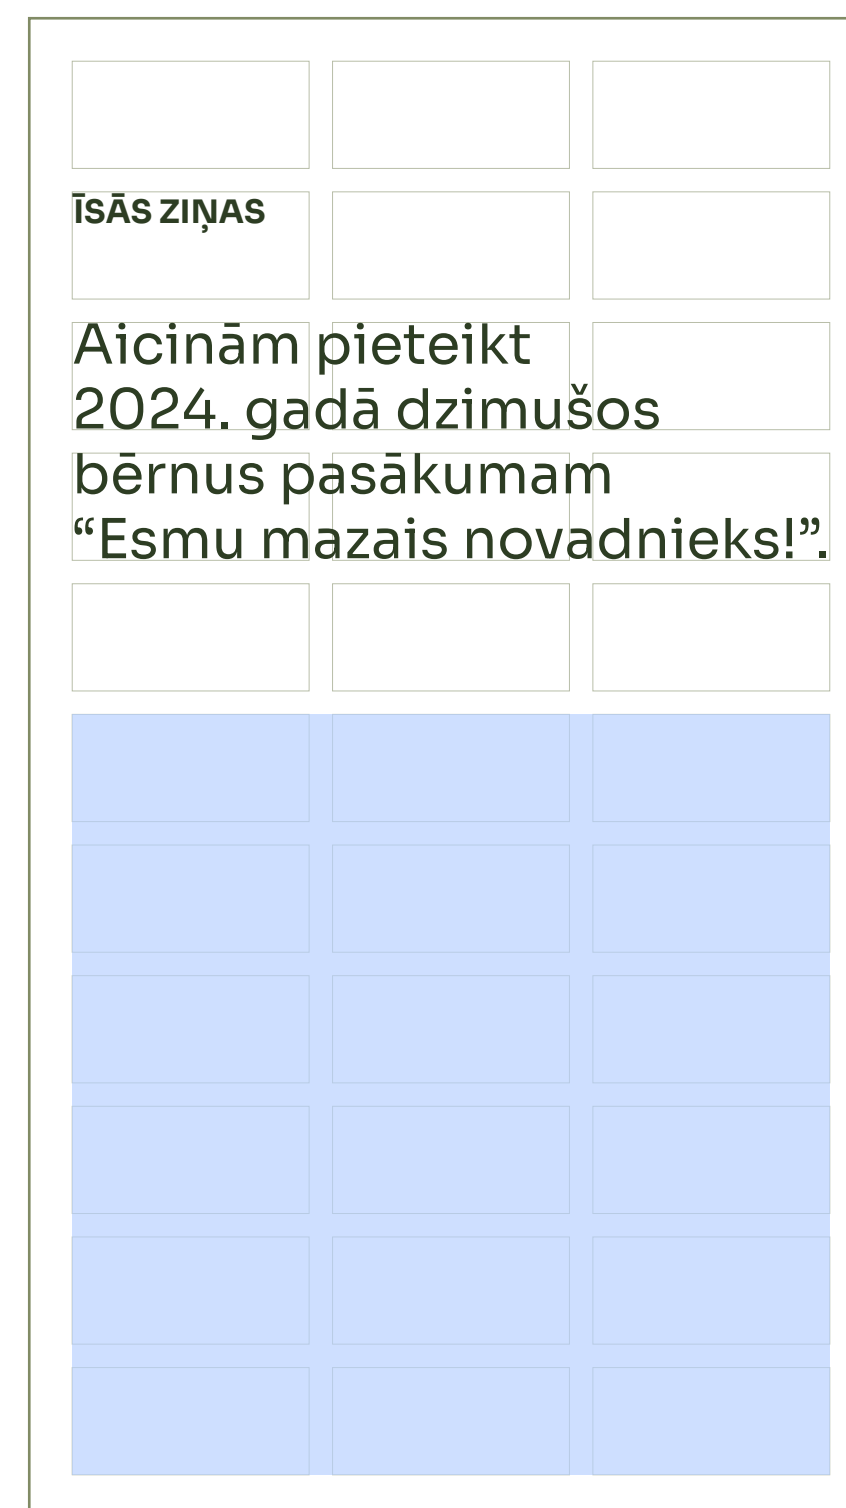 ĪSĀS ZIŅAS
Aicinām pieteikt
2024. gadā dzimušos
bērnus pasākumam
“Esmu mazais novadnieks!”.